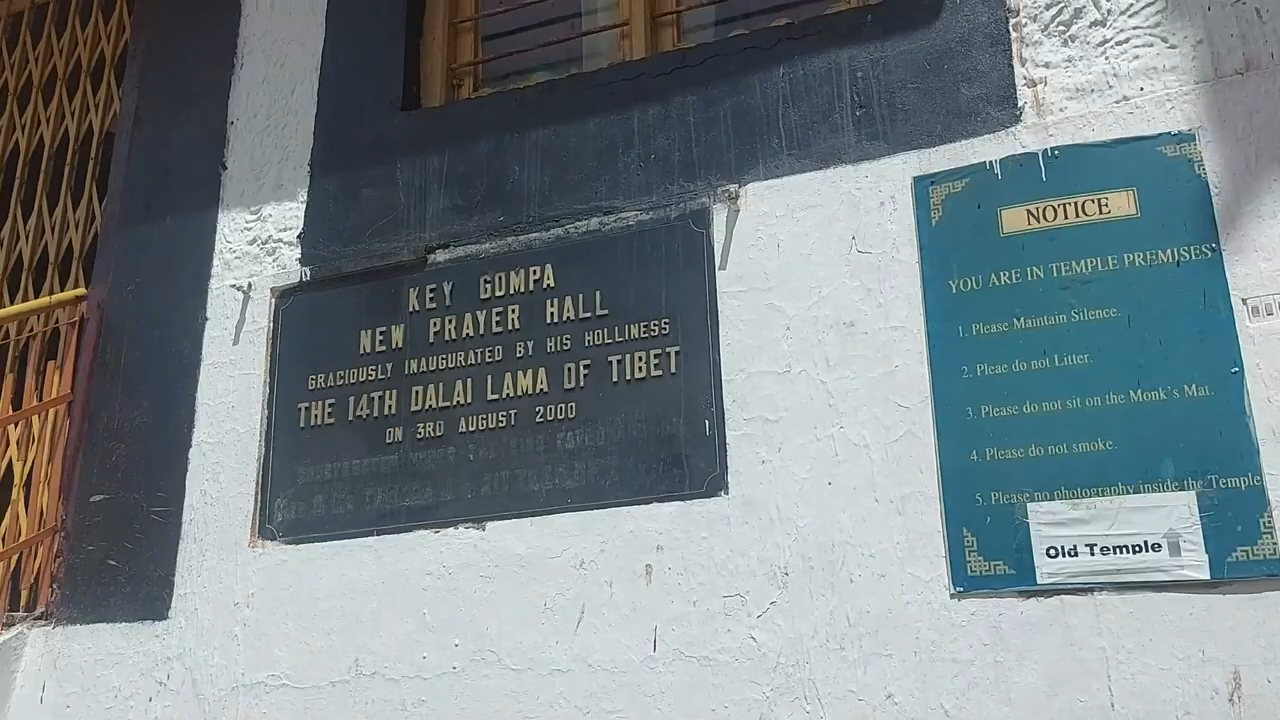 KEY GOMPA
NEW PRAYER HALL
GRACIOUSLY INAUGURATED BY HIS HOLLINESS
THE 14TH DALAI LAMA OF TIBET
ON 3RD AUGUST 2000
NOTICE
YOU ARE IN TEMPLE PREMISES
1. Please Maintain Silence.
2. Pleae do not Litter.
3. Please do not sit on the Monk's Mat.
4. Please do not smoke.
5. Please no photography inside the Temple
Old Temple